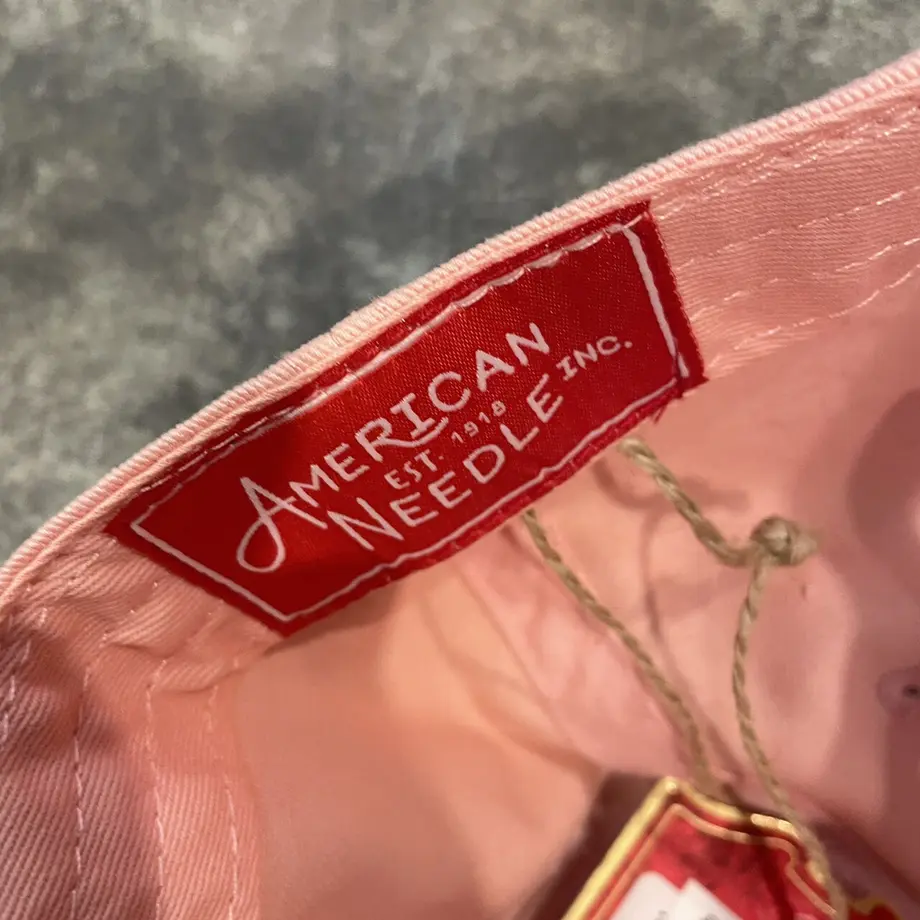 AMERICAN
EST. 1918
NEEDLE INC.